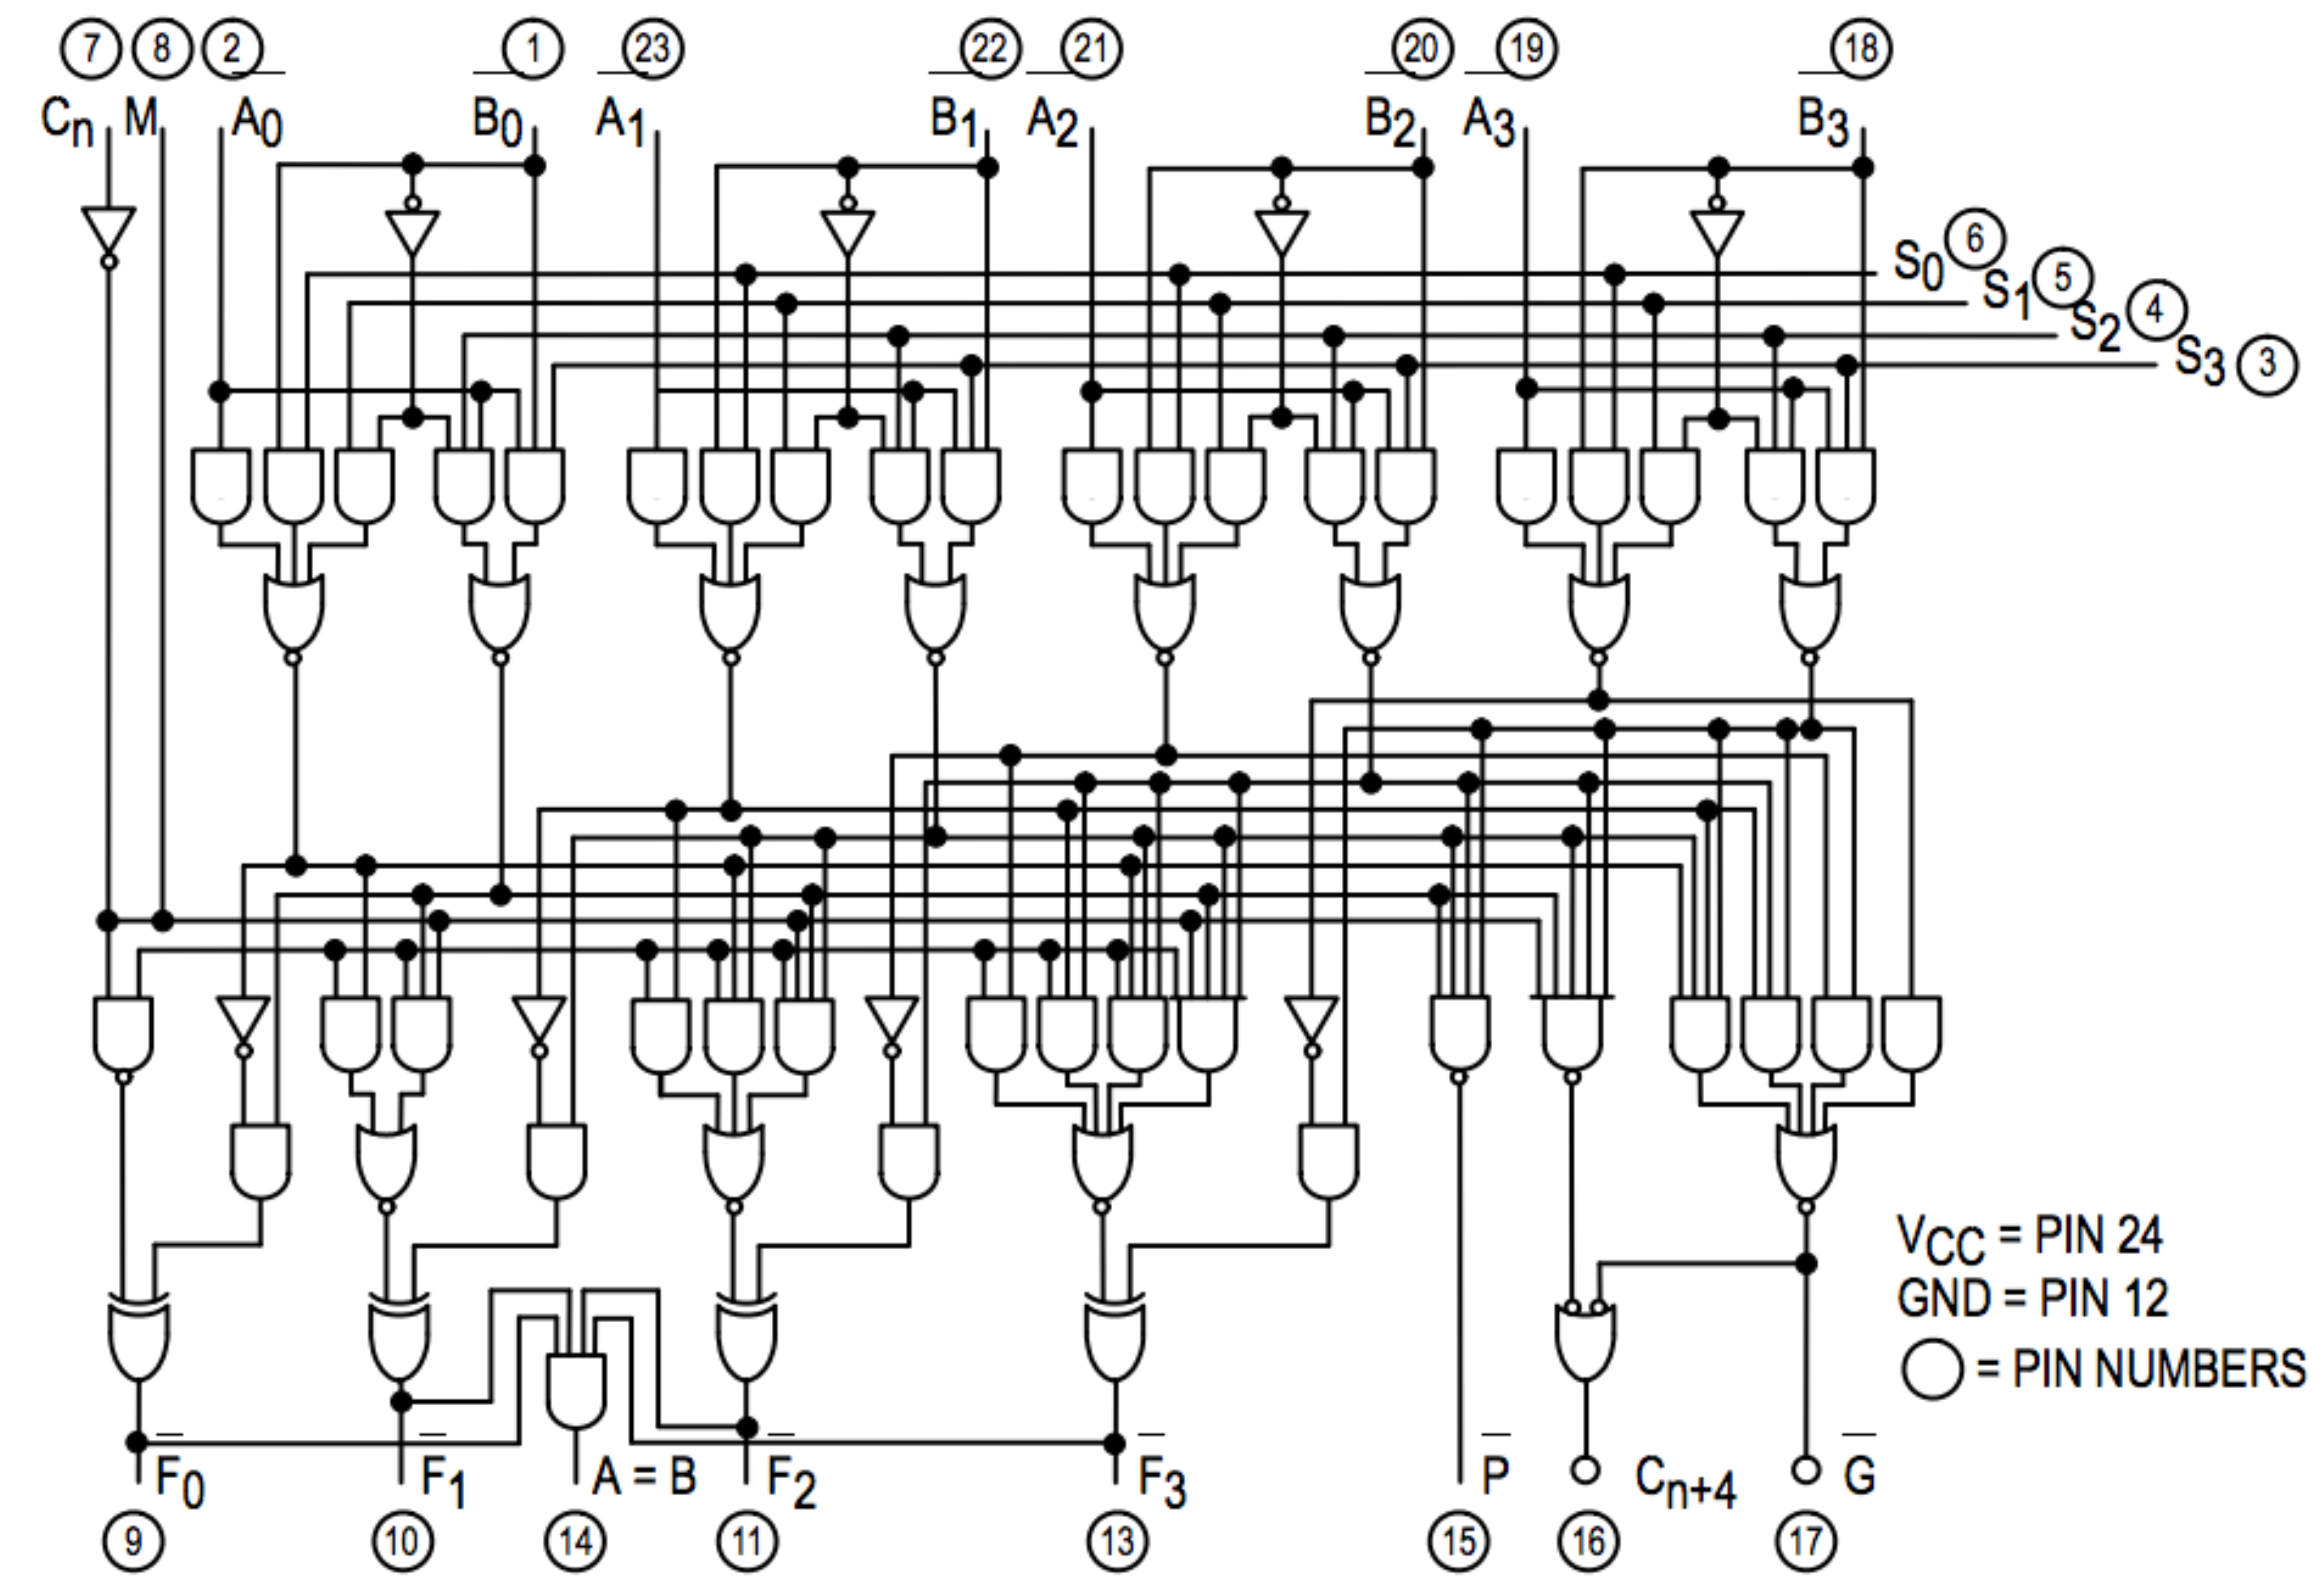 7 8 2 1 23 22 21 20 19 18
Cn M A0 B0 A1 B1 A2 B2 A3 B3
S0 6
S1 5
S2 4
S3 3
VCC = PIN 24
GND = PIN 12
= PIN NUMBERS
F0 F1 A = B F2 F3 P Cn+4 G
9 10 14 11 13 15 16 17